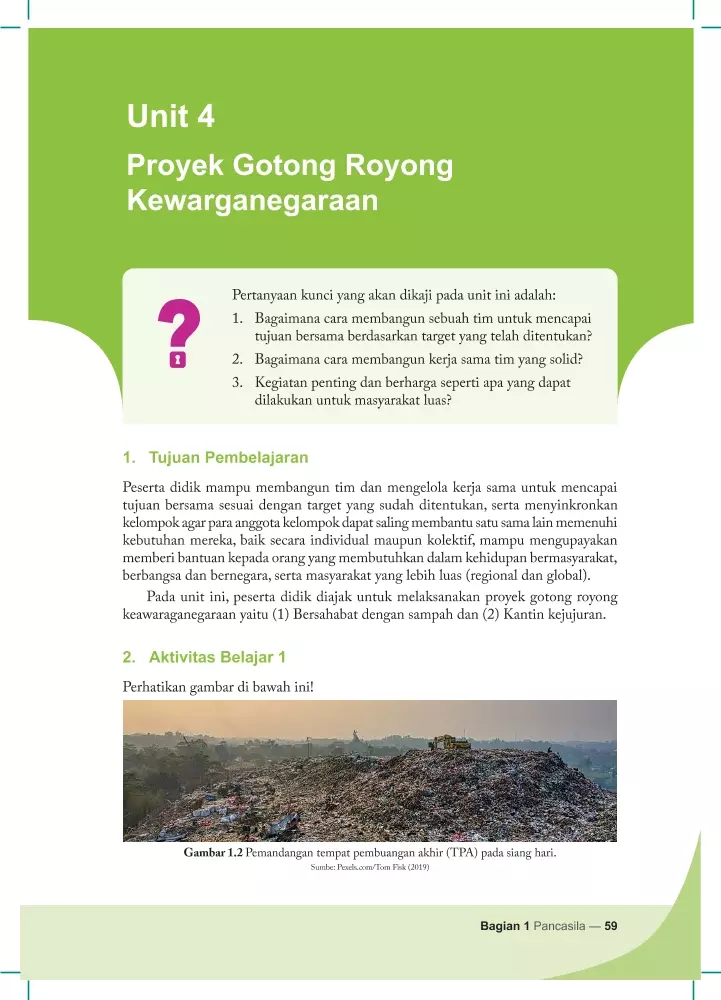 Unit 4
Proyek Gotong Royong
Kewarganegaraan
Pertanyaan kunci yang akan dikaji pada unit ini adalah:
1. Bagaimana cara membangun sebuah tim untuk mencapai
tujuan bersama berdasarkan target yang telah ditentukan?
2. Bagaimana cara membangun kerja sama tim yang solid?
3. Kegiatan penting dan berharga seperti apa yang dapat
dilakukan untuk masyarakat luas?
1. Tujuan Pembelajaran
Peserta didik mampu membangun tim dan mengelola kerja sama untuk mencapai
tujuan bersama sesuai dengan target yang sudah ditentukan, serta menyinkronkan
kelompok agar para anggota kelompok dapat saling membantu satu sama lain memenuhi
kebutuhan mereka, baik secara individual maupun kolektif, mampu mengupayakan
memberi bantuan kepada orang yang membutuhkan dalam kehidupan bermasyarakat,
berbangsa dan bernegara, serta masyarakat yang lebih luas (regional dan global).
Pada unit ini, peserta didik diajak untuk melaksanakan proyek gotong royong
keawaraganegaraan yaitu (1) Bersahabat dengan sampah dan (2) Kantin kejujuran.
2. Aktivitas Belajar 1
Perhatikan gambar di bawah ini!
Gambar 1.2 Pemandangan tempat pembuangan akhir (TPA) pada siang hari.
Sumbe: Pexels.com/Tom Fisk (2019)
Bagian 1 Pancasila — 59